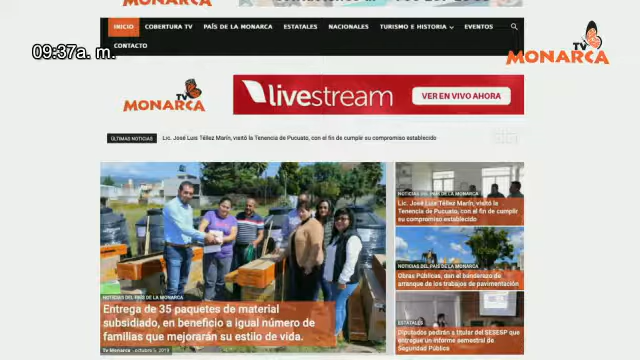 MONARCA
INICIO COBERTURA TV PAÍS DE LA MONARCA ESTATALES NACIONALES TURISMO E HISTORIA EVENTOS
CONTACTO
09:37a. m.
TV
MONARCA
TV
MONARCA
livestream
VER EN VIVO AHORA
ÚLTIMAS NOTICIAS
Lic. José Luis Téllez Marín, visitó la Tenencia de Pucuato, con el fin de cumplir su compromiso establecido
NOTICIAS DEL PAÍS DE LA MONARCA
Entrega de 35 paquetes de material
subsidiado, en beneficio a igual número de
familias que mejorarán su estilo de vida.
Tv Monarca
NOTICIAS DEL PAÍS DE LA MONARCA
Lic. José Luis Téllez Marín, visitó la
Tenencia de Pucuato, con el fin de cumplir
su compromiso establecido
NOTICIAS DEL PAÍS DE LA MONARCA
Obras Públicas, dan el banderazo de
arranque de los trabajos de pavimentación
ESTATALES
Diputados pedirán a titular del SESESP que
entregue un informe semestral de
Seguridad Pública